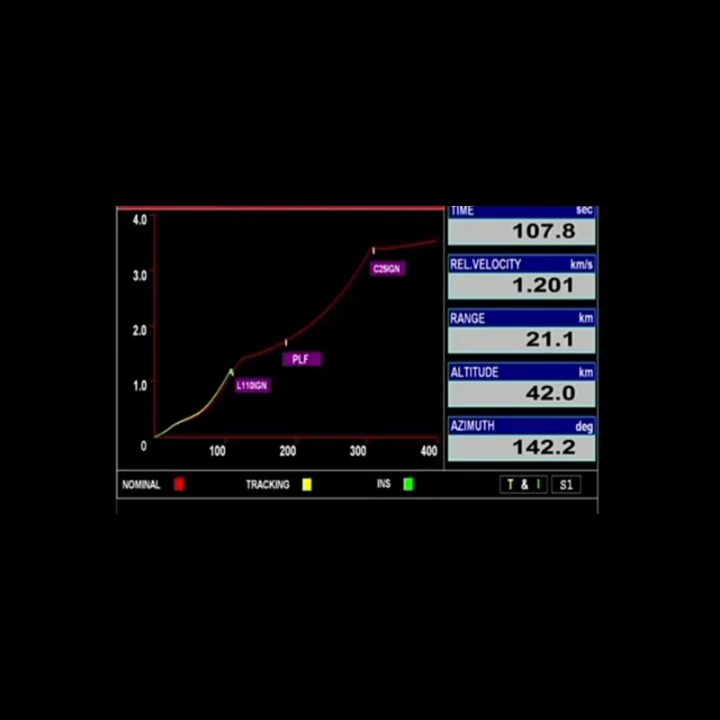 4.0
3.0
2.0
1.0
0
100 200 300 400
C25IGN
PLF
L110IGN
TIME sec
107.8
REL.VELOCITY km/s
1.201
RANGE km
21.1
ALTITUDE km
42.0
AZIMUTH deg
142.2
NOMINAL TRACKING INS T & I S1